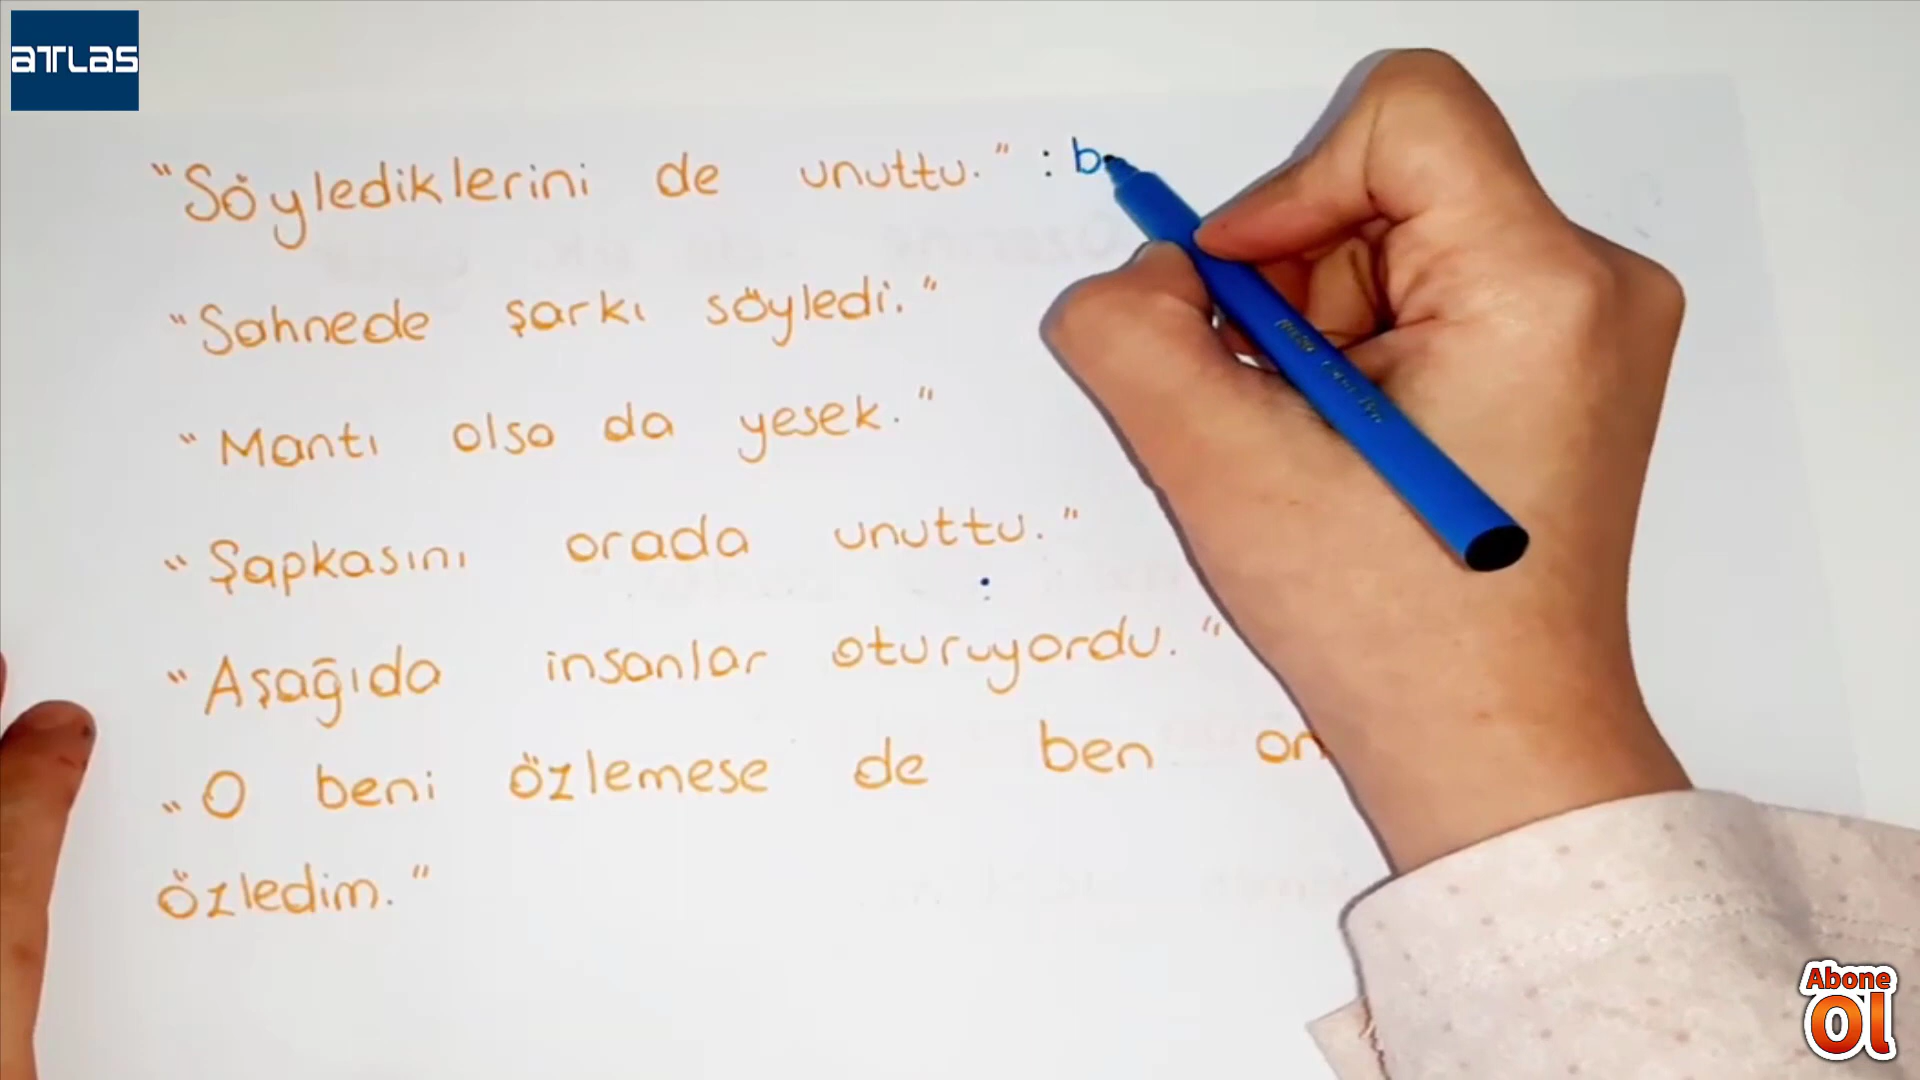 ATLAS
"Söylediklerini de unuttu." : b
"Sahnede şarkı söyledi."
"Mantı olsa da yesek."
"Şapkasını orada unuttu."
"Aşağıda insanlar oturuyordu."
"O beni özlemese de ben on
özledim."
Abone
Ol